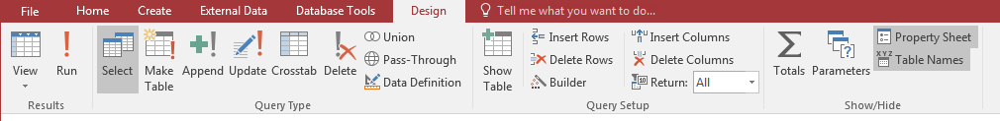 File Home Create External Data Database Tools Design Tell me what you want to do...
View Run
Results
Select Make Table Append Update Crosstab Delete
Union
Pass-Through
Data Definition
Query Type
Show Table
Insert Rows
Delete Rows
Builder
Insert Columns
Delete Columns
Return: All
Query Setup
Totals Parameters
Property Sheet
XYZ Table Names
Show/Hide